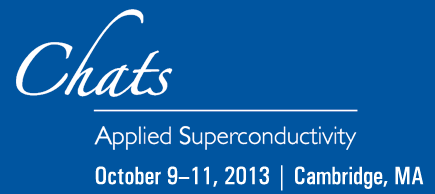 Chats
Applied Superconductivity
October 9–11, 2013 | Cambridge, MA